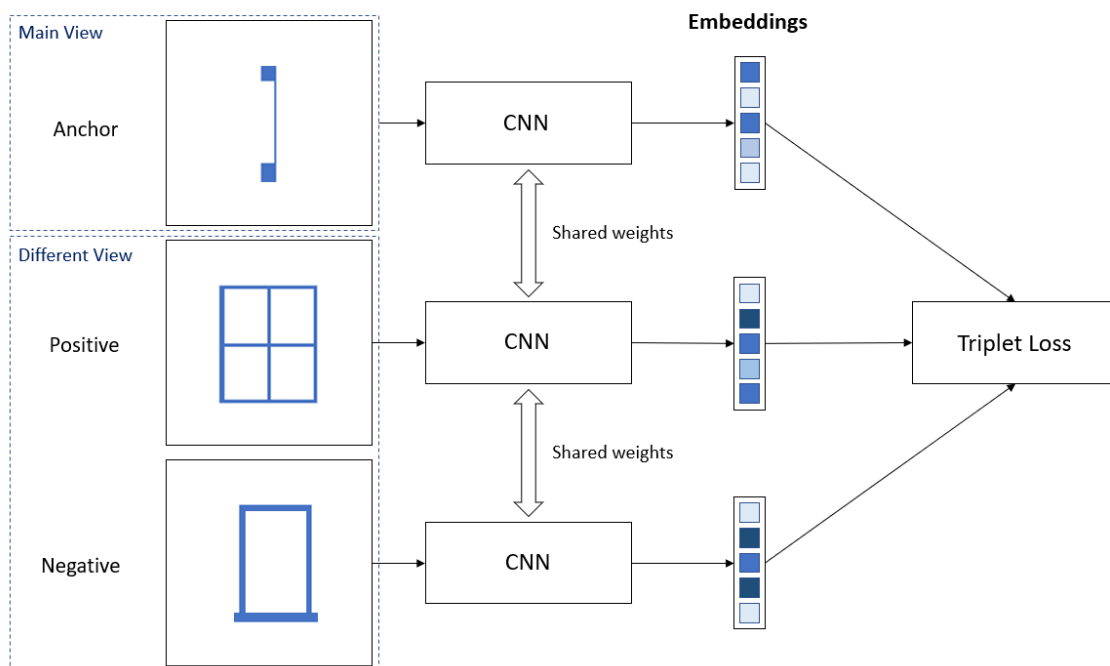 Embeddings
Main View
Anchor
CNN
Shared weights
Different View
Positive
CNN
Triplet Loss
Shared weights
Negative
CNN